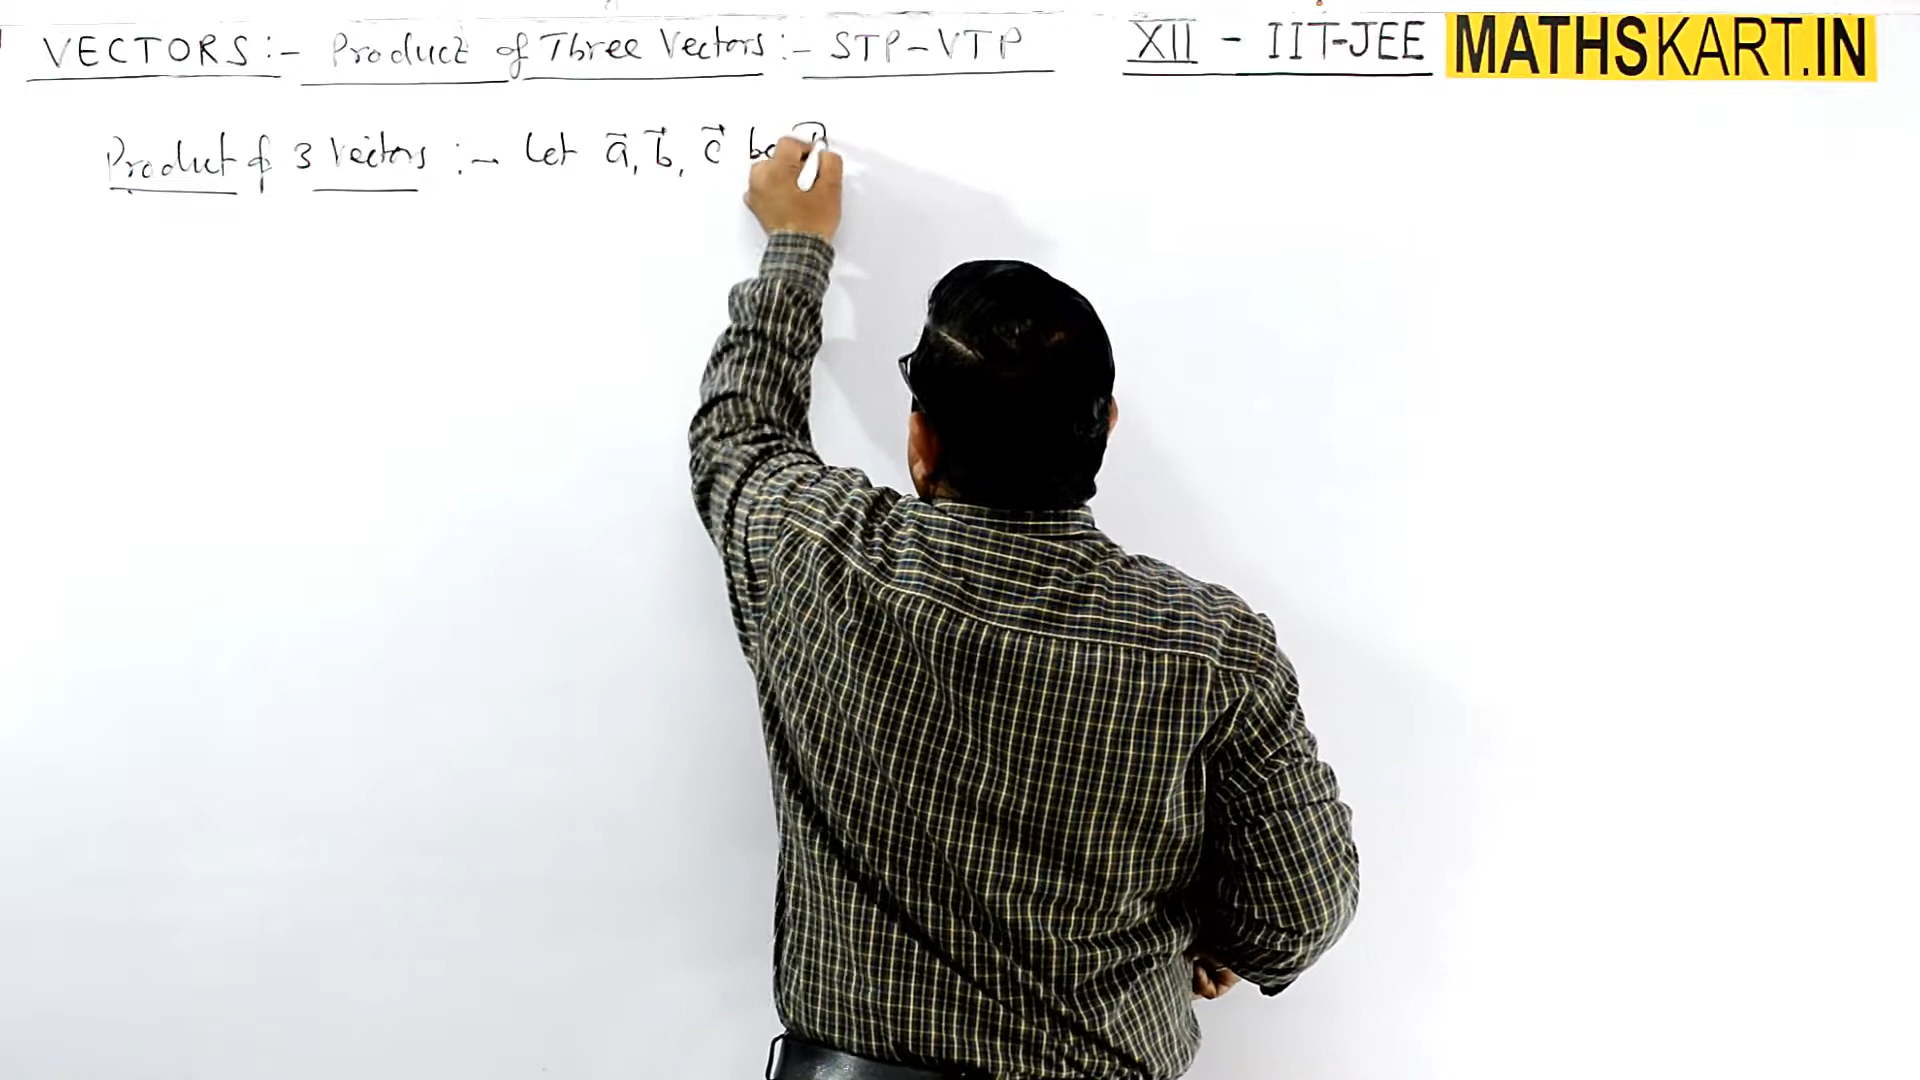 VECTORS :- Product of Three Vectors :- STP-VTP XII - IIT-JEE MATHSKART.IN
Product of 3 Vectors :- Let a⃗, b⃗, c⃗ be